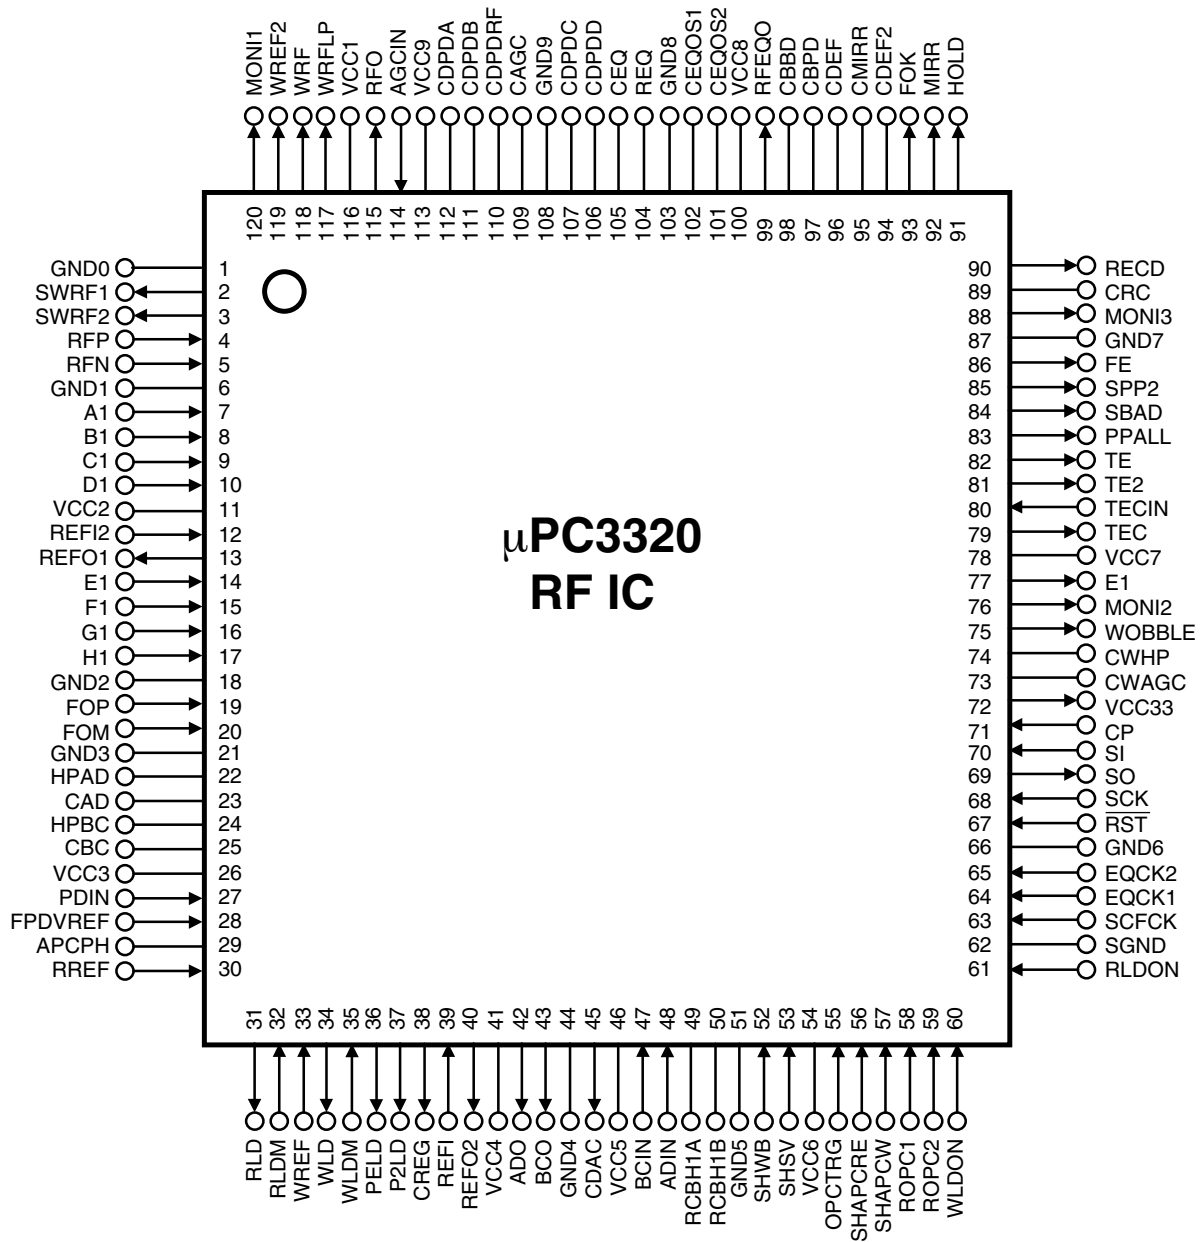 MONI1 WREF2 WRF WRFLP VCC1 RFO AGCIN VCC9 CDPDA CDPDB CDPDRF CAGC GND9 CDPDC CDPDD CEQ REQ GND8 CEQOS1 CEQOS2 VCC8 RFEQO CBBD CBPD CDEF CMIRR CDEF2 FOK MIRR HOLD
120 119 118 117 116 115 114 113 112 111 110 109 108 107 106 105 104 103 102 101 100 99 98 97 96 95 94 93 92 91
GND0 1
SWRF1 2
SWRF2 3
RFP 4
RFN 5
GND1 6
A1 7
B1 8
C1 9
D1 10
VCC2 11
REFI2 12
REFO1 13
E1 14
F1 15
G1 16
H1 17
GND2 18
FOP 19
FOM 20
GND3 21
HPAD 22
CAD 23
HPBC 24
CBC 25
VCC3 26
PDIN 27
FPDVREF 28
APCPH 29
RREF 30
µPC3320
RF IC
90 RECD
89 CRC
88 MONI3
87 GND7
86 FE
85 SPP2
84 SBAD
83 PPALL
82 TE
81 TE2
80 TECIN
79 TEC
78 VCC7
77 E1
76 MONI2
75 WOBBLE
74 CWHP
73 CWAGC
72 VCC33
71 CP
70 SI
69 SO
68 SCK
67 RST
66 GND6
65 EQCK2
64 EQCK1
63 SCFCK
62 SGND
61 RLDON
31 32 33 34 35 36 37 38 39 40 41 42 43 44 45 46 47 48 49 50 51 52 53 54 55 56 57 58 59 60
RLD RLDM WREF WLD WLDM PELD P2LD CREG REFI REFO2 VCC4 ADO BCO GND4 CDAC VCC5 BCIN ADIN RCBH1A RCBH1B GND5 SHWB SHSV VCC6 OPCTRG SHAPCRE SHAPCW ROPC1 ROPC2 WLDON